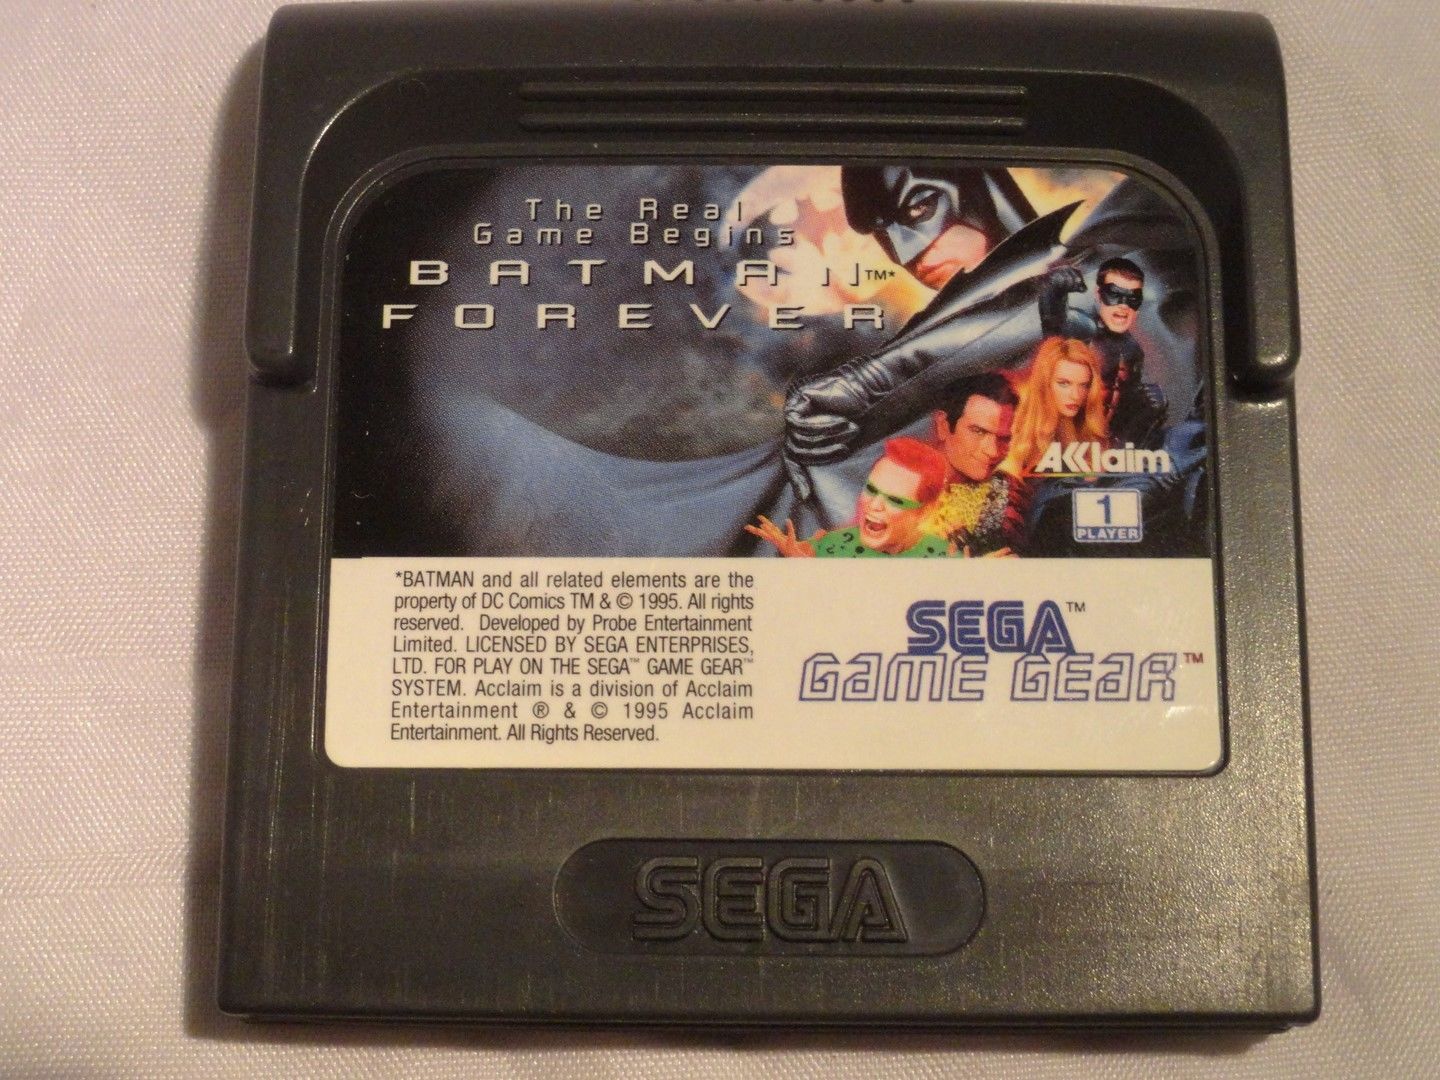 The Real
Game Begins
BATMAN™*
FOREVER
Acclaim
1
PLAYER
*BATMAN and all related elements are the
property of DC Comics TM & © 1995. All rights
reserved. Developed by Probe Entertainment
Limited. LICENSED BY SEGA ENTERPRISES,
LTD. FOR PLAY ON THE SEGA™ GAME GEAR™
SYSTEM. Acclaim is a division of Acclaim
Entertainment ® & © 1995 Acclaim
Entertainment. All Rights Reserved.
SEGA™
GAME GEAR™
SEGA